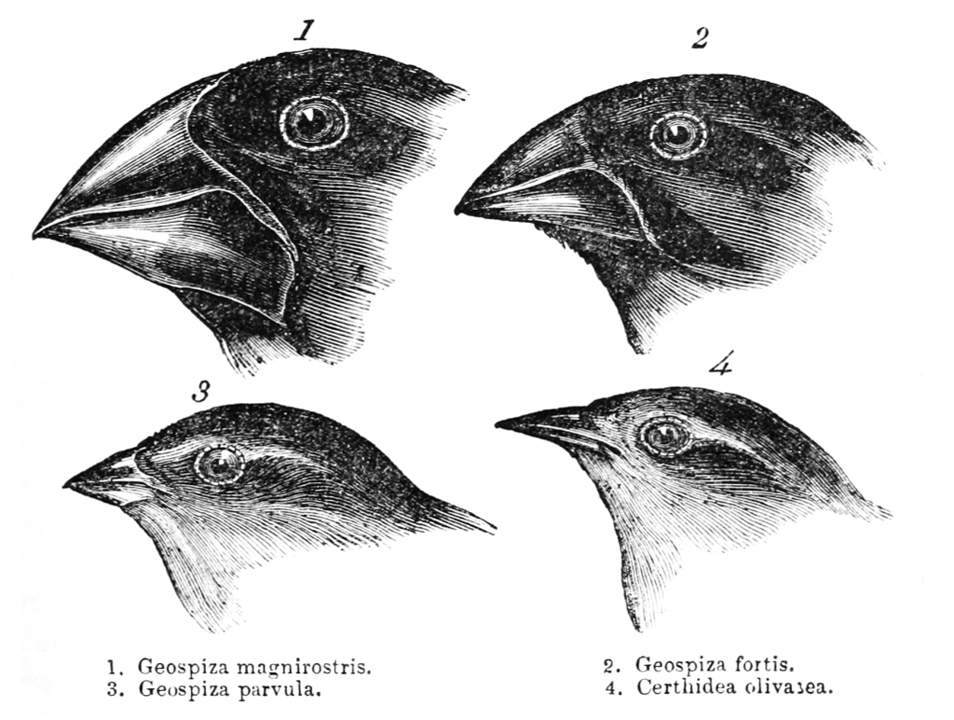 1
2
3
4
1. Geospiza magnirostris.
2. Geospiza fortis.
3. Geospiza parvula.
4. Certhidea olivasea.